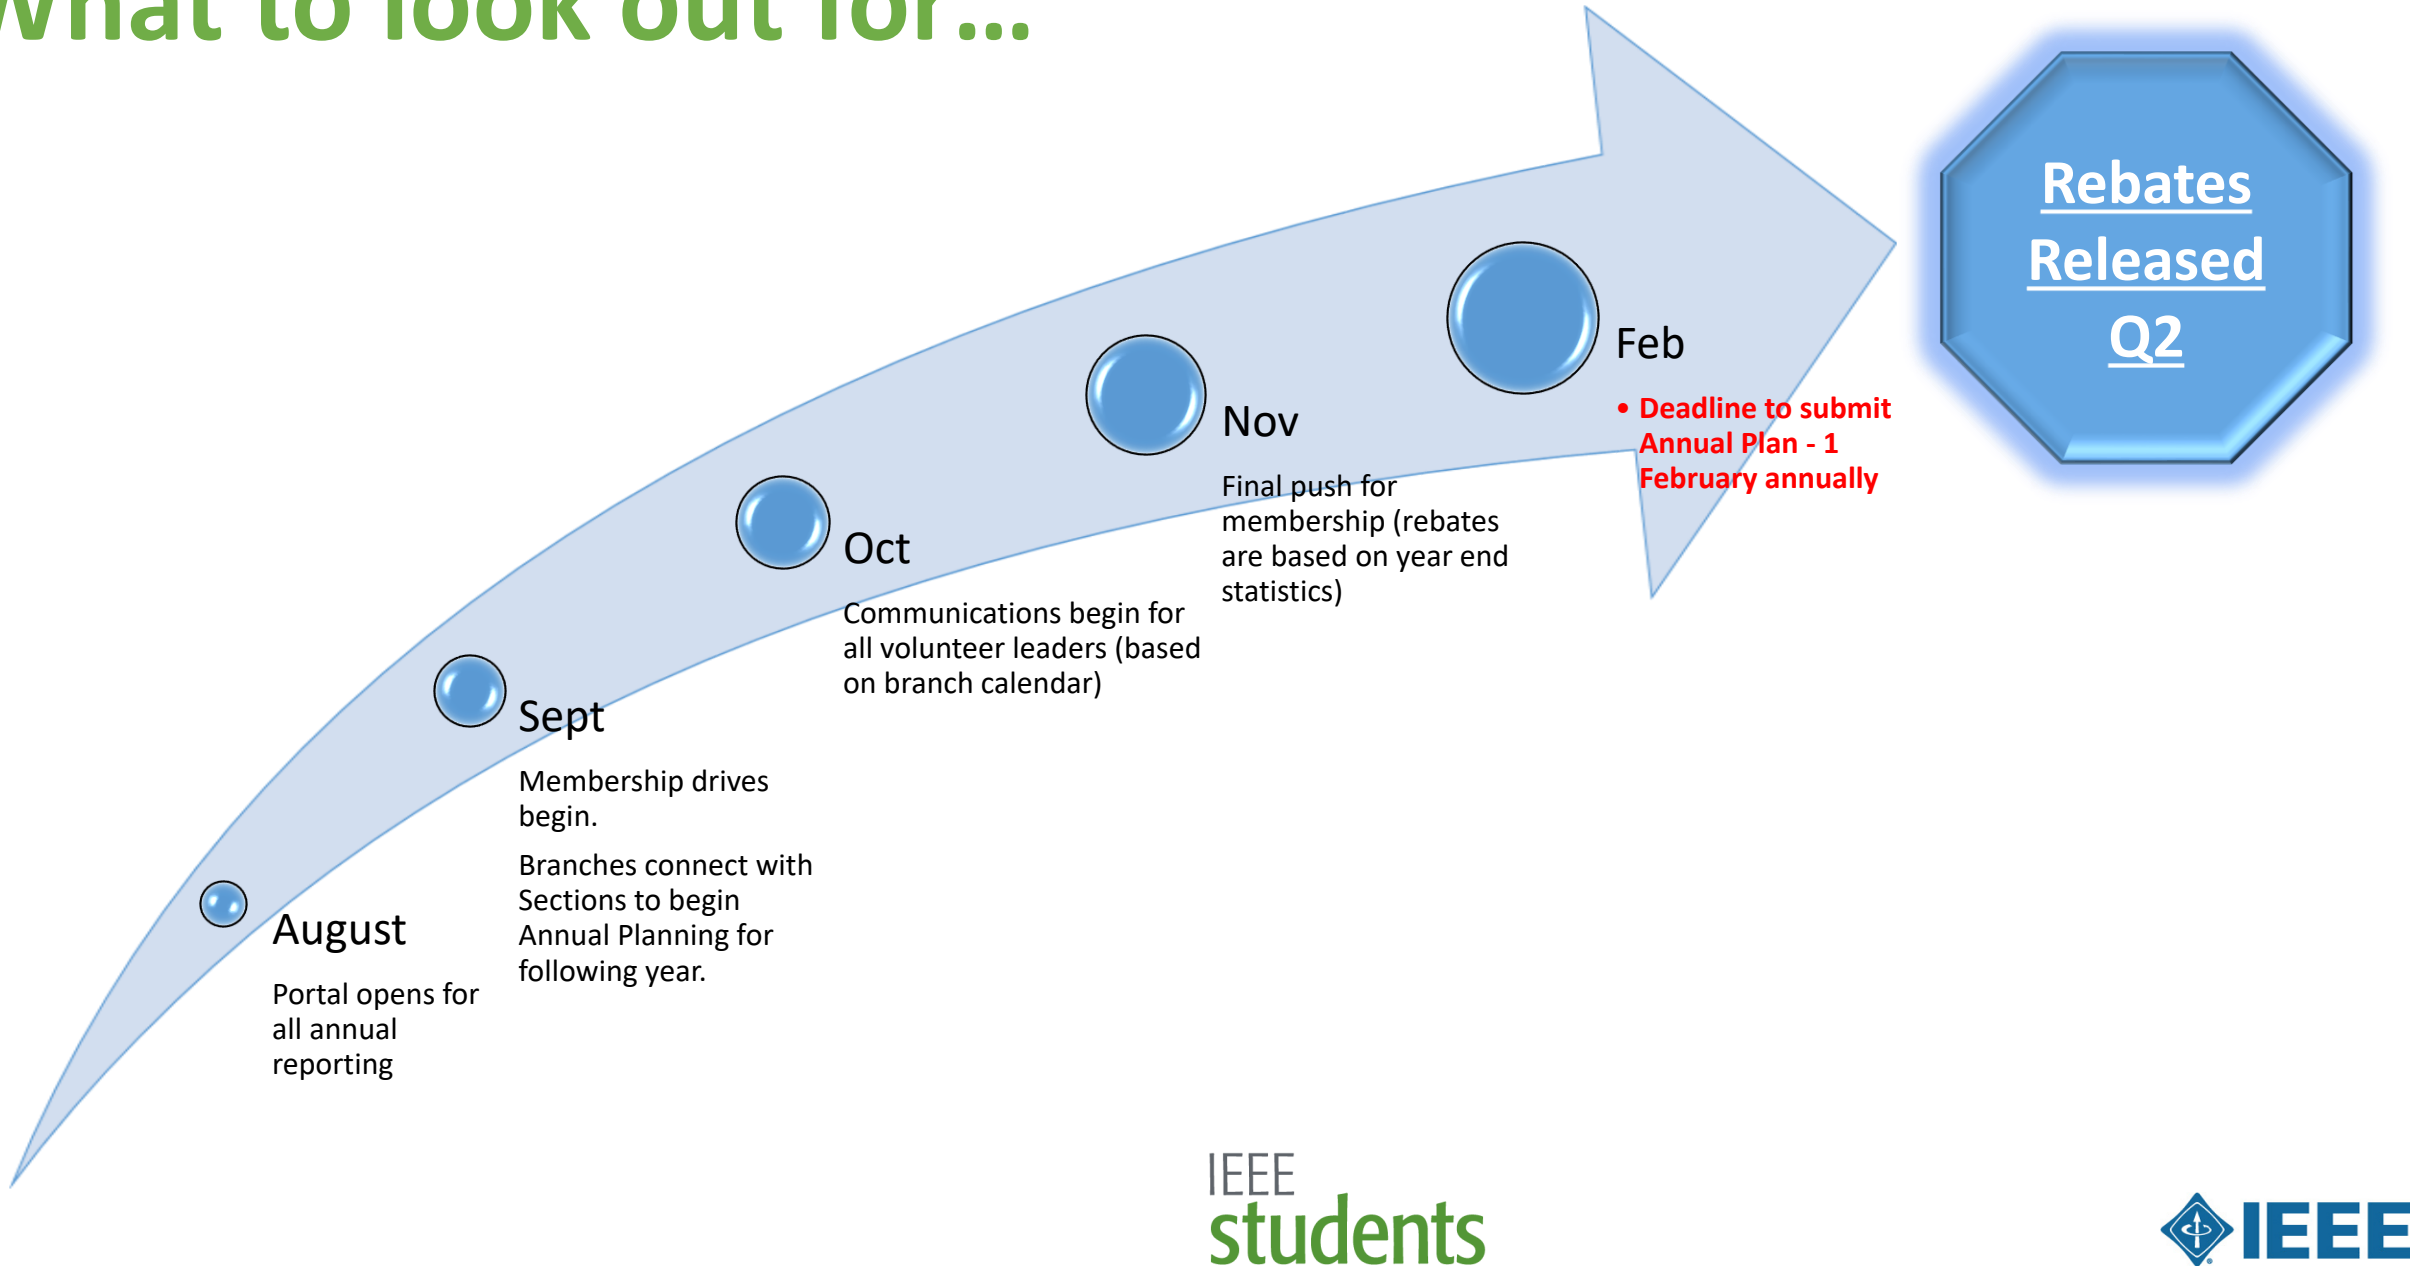 What to look out for...
Rebates
Released
Q2
Feb
• Deadline to submit
Annual Plan - 1
February annually
Nov
Final push for
membership (rebates
are based on year end
statistics)
Oct
Communications begin for
all volunteer leaders (based
on branch calendar)
Sept
Membership drives
begin.
Branches connect with
Sections to begin
Annual Planning for
following year.
August
Portal opens for
all annual
reporting
IEEE
students
IEEE